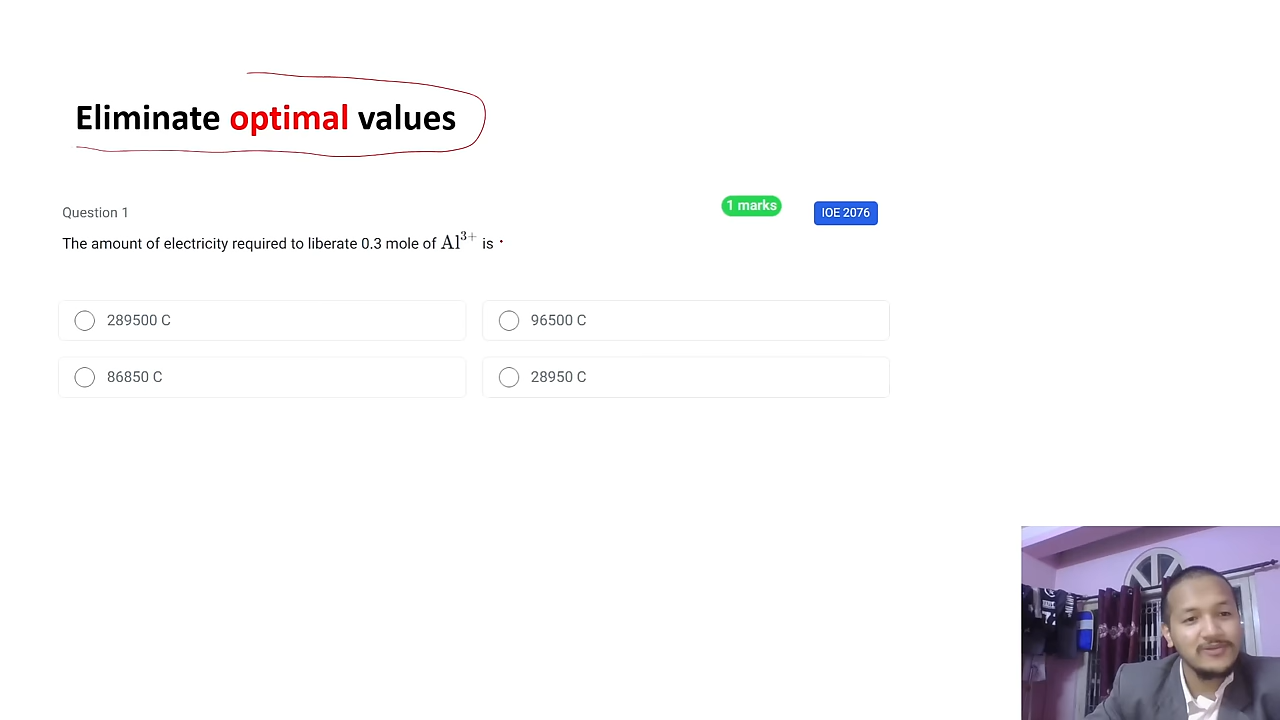 Eliminate optimal values
Question 1
1 marks
IOE 2076
The amount of electricity required to liberate 0.3 mole of Al³⁺ is
289500 C
96500 C
86850 C
28950 C